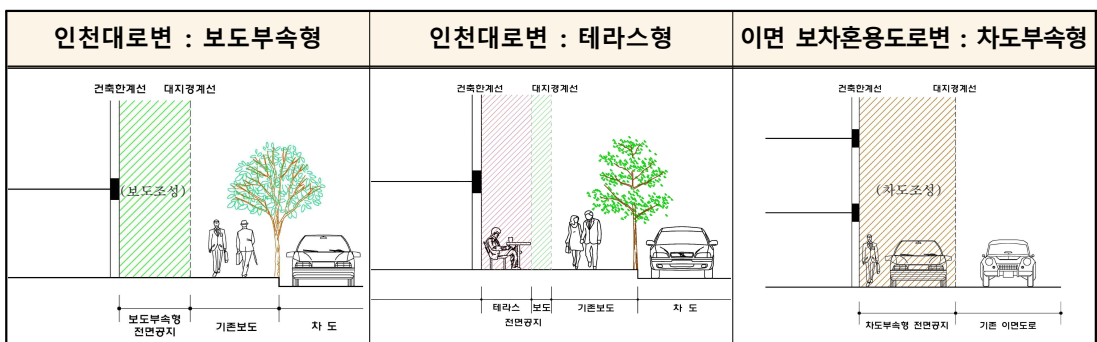 인천대로변 : 보도부속형
건축한계선 대지경계선
(보도조성)
보도부속형
전면공지
기존보도
차 도
인천대로변 : 테라스형
건축한계선 대지경계선
테라스 보도
전면공지
기존보도
차 도
이면 보차혼용도로변 : 차도부속형
건축한계선 대지경계선
(차도조성)
차도부속형 전면공지
기존 이면도로